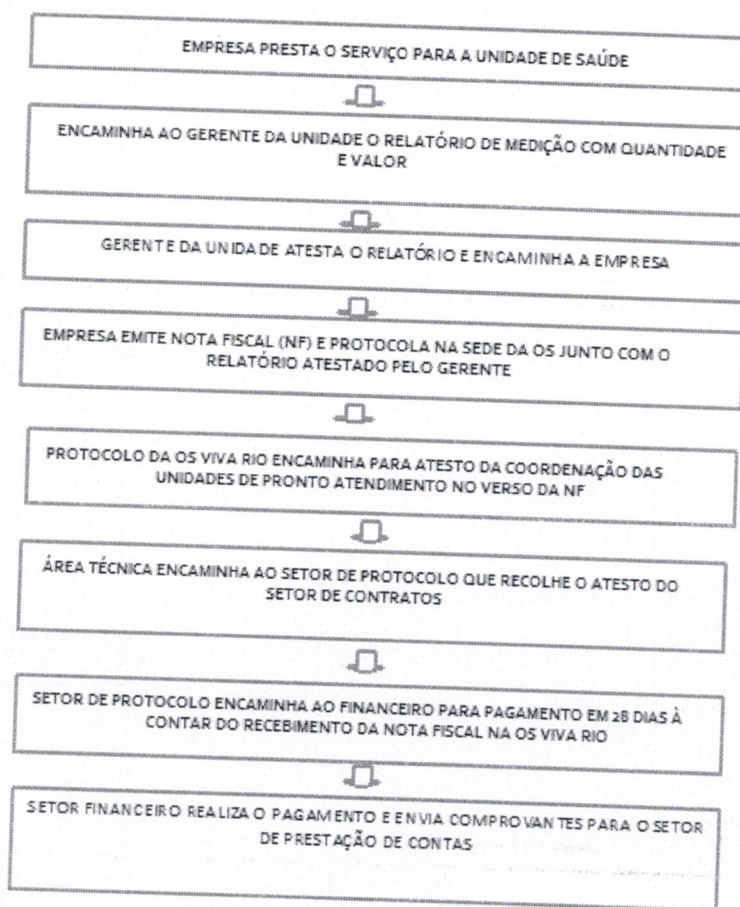 EMPRESA PRESTA O SERVIÇO PARA A UNIDADE DE SAÚDE
ENCAMINHA AO GERENTE DA UNIDADE O RELATÓRIO DE MEDIÇÃO COM QUANTIDADE
E VALOR
GERENTE DA UNIDADE ATESTA O RELATÓRIO E ENCAMINHA A EMPRESA
EMPRESA EMITE NOTA FISCAL (NF) E PROTOCOLA NA SEDE DA OS JUNTO COM O
RELATÓRIO ATESTADO PELO GERENTE
PROTOCOLO DA OS VIVA RIO ENCAMINHA PARA ATESTO DA COORDENAÇÃO DAS
UNIDADES DE PRONTO ATENDIMENTO NO VERSO DA NF
ÁREA TÉCNICA ENCAMINHA AO SETOR DE PROTOCOLO QUE RECOLHE O ATESTO DO
SETOR DE CONTRATOS
SETOR DE PROTOCOLO ENCAMINHA AO FINANCEIRO PARA PAGAMENTO EM 28 DIAS À
CONTAR DO RECEBIMENTO DA NOTA FISCAL NA OS VIVA RIO
SETOR FINANCEIRO REALIZA O PAGAMENTO E ENVIA COMPROVANTES PARA O SETOR
DE PRESTAÇÃO DE CONTAS